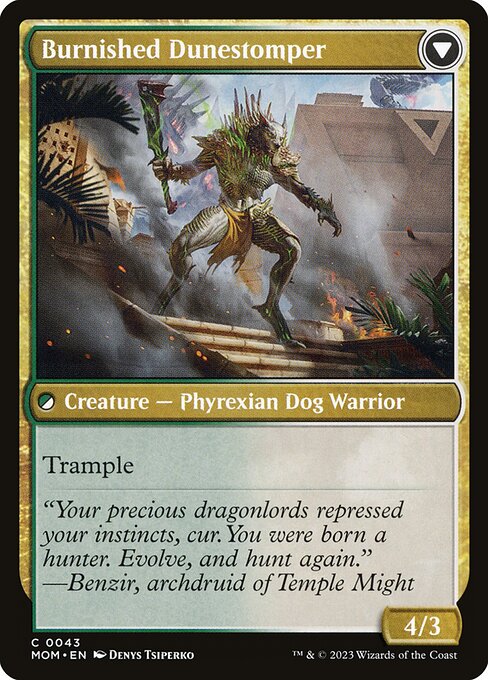 Burnished Dunestomper
Creature — Phyrexian Dog Warrior
Trample
“Your precious dragonlords repressed
your instincts, cur. You were born a
hunter. Evolve, and hunt again.”
—Benzir, archdruid of Temple Might
4/3
C 0043
MOM • EN Denys Tsiperko
™ & © 2023 Wizards of the Coast